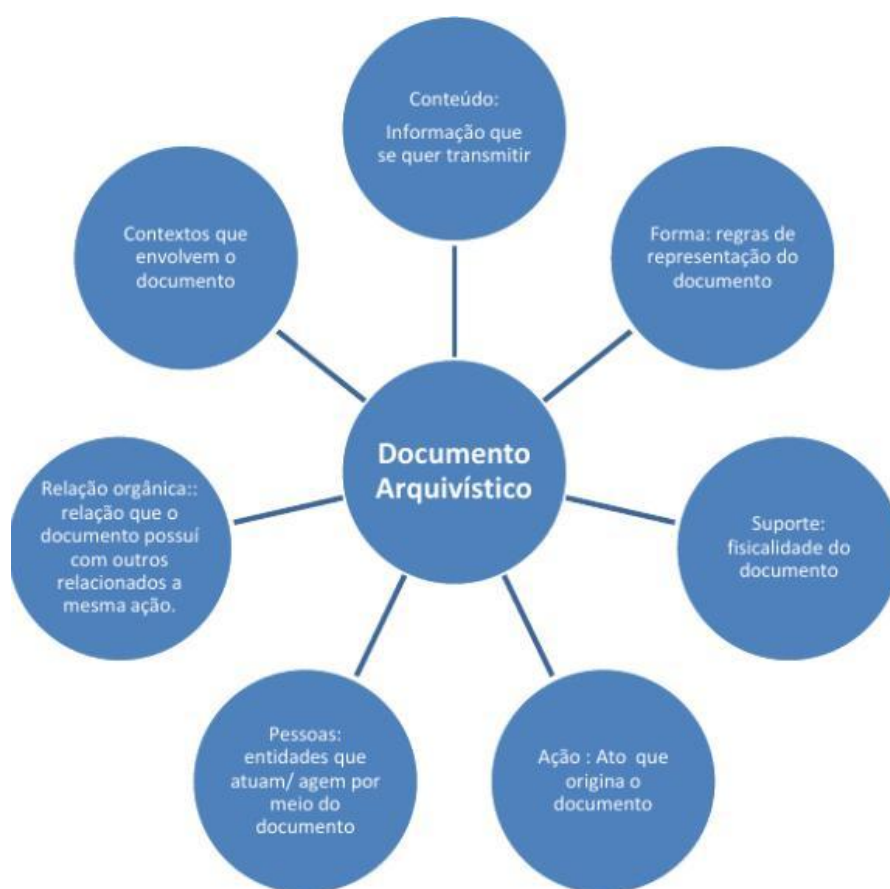 Conteúdo:
Informação que
se quer transmitir
Forma: regras de
representação do
documento
Suporte:
fisicalidade do
documento
Ação : Ato  que
origina o
documento
Pessoas:
entidades que
atuam/ agem por
meio do
documento
Relação orgânica::
relação que o
documento possuí
com outros
relacionados a
mesma ação.
Contextos que
envolvem o
documento
Documento
Arquivístico